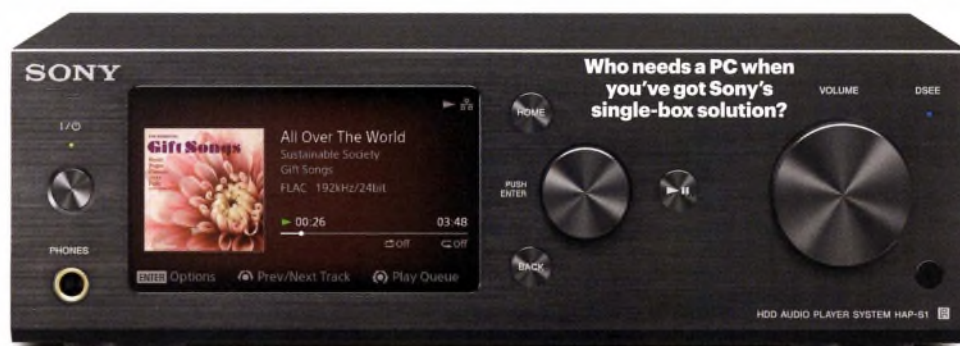 SONY
Who needs a PC when
you've got Sony's
single-box solution?
VOLUME
DSEE
HOME
I/⏻
Gift Songs
All Over The World
Sustainable Society
Gift Songs
FLAC 192kHz/24bit
PUSH
ENTER
00:26 03:48
Off Off
PHONES
BACK
ENTER Options Prev/Next Track Play Queue
HDD AUDIO PLAYER SYSTEM HAP-S1